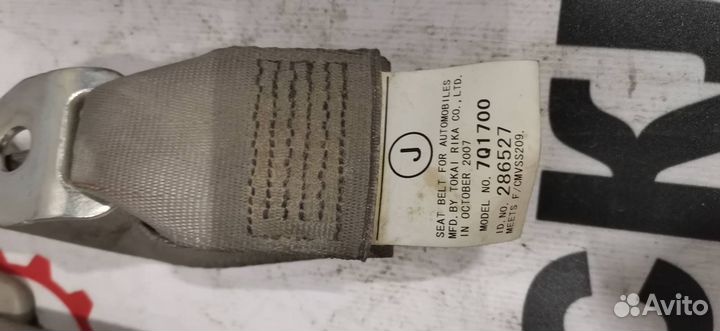 J
SEAT BELT FOR AUTOMOBILES
MFD. BY TOKAI RIKA CO., LTD.
IN OCTOBER 2007
MODEL NO. 7Q1700
ID. NO. 286527
MEETS F/CMVSS209.
Avito